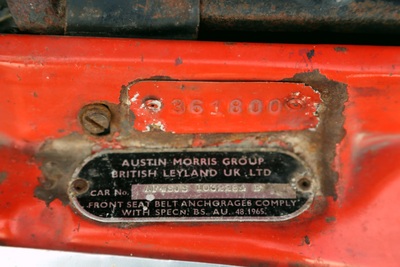 361800
AUSTIN MORRIS GROUP
BRITISH LEYLAND UK. LTD
CAR No.
FRONT SEAT BELT ANCHORAGES COMPLY
WITH SPECN. BS. AU. 48.1965.